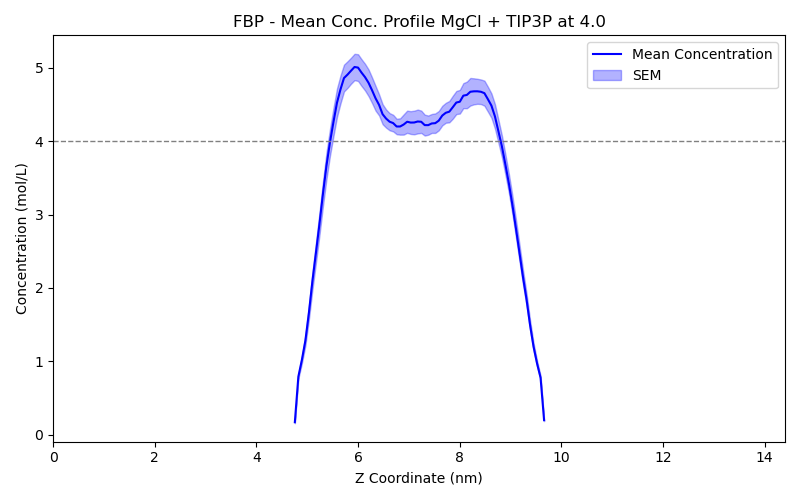 FBP - Mean Conc. Profile MgCl + TIP3P at 4.0
Mean Concentration
SEM
Concentration (mol/L)
5
4
3
2
1
0
0 2 4 6 8 10 12 14
Z Coordinate (nm)